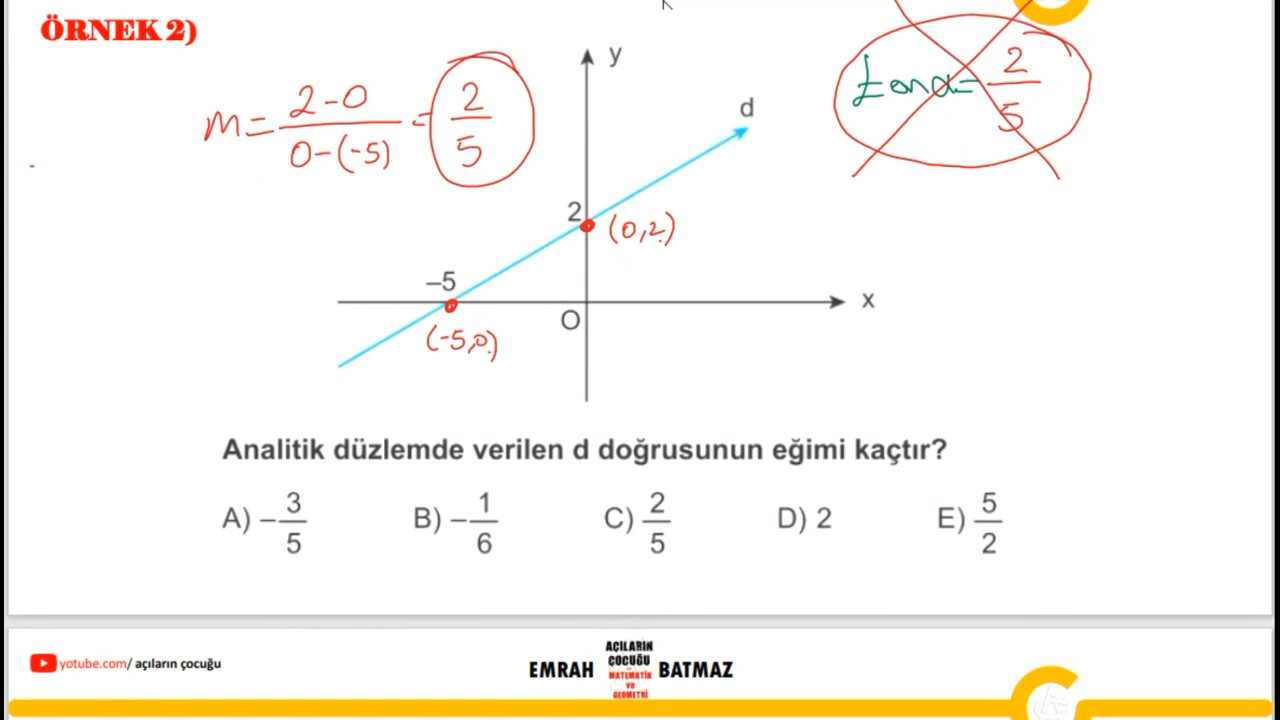 ÖRNEK 2)
m = 2-0 / 0-(-5) = 2 / 5
tanα = 2 / 5
y
d
2
(0,2)
-5
x
O
(-5,0)
Analitik düzlemde verilen d doğrusunun eğimi kaçtır?
A) -3/5 B) -1/6 C) 2/5 D) 2 E) 5/2
yotube.com/ açıların çocuğu
EMRAH
AÇILARIN
ÇOCUĞU
MATEMATİK
ve
GEOMETRİ
BATMAZ